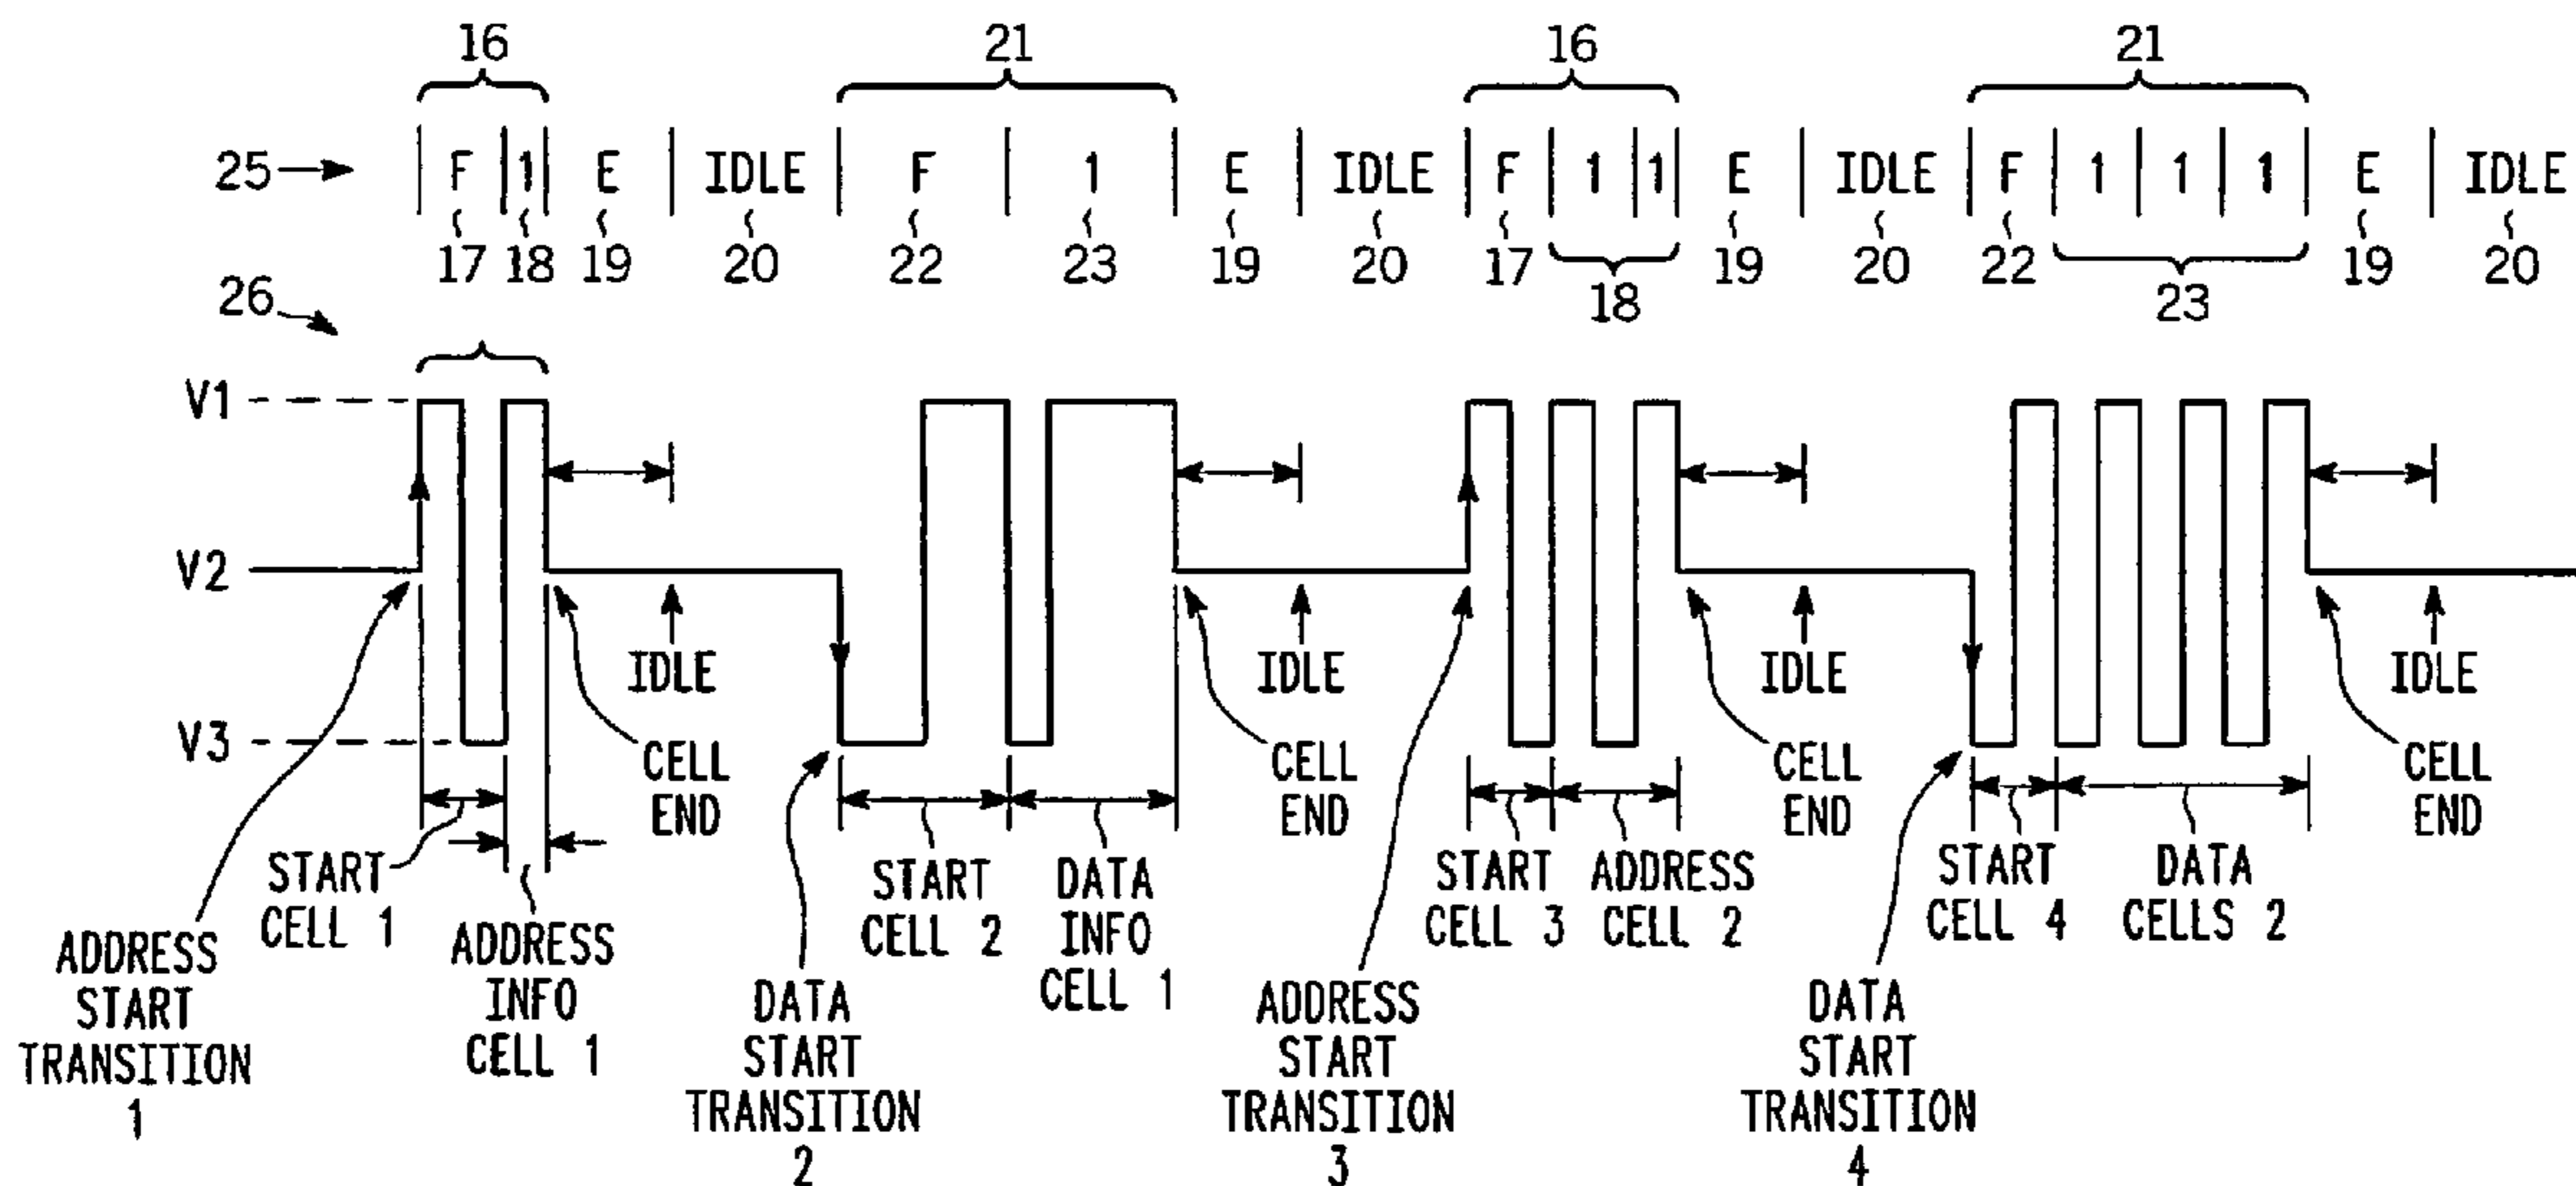 16 21 16 21
25 F 1 E IDLE F 1 E IDLE F 1 1 E IDLE F 1 1 1 E IDLE
17 18 19 20 22 23 19 20 17 19 20 22 19 20
18 23
26
V1
V2
V3
IDLE IDLE IDLE IDLE
CELL END
CELL END
CELL END
CELL END
ADDRESS
START
TRANSITION
1
START
CELL 1
ADDRESS
INFO
CELL 1
DATA
START
TRANSITION
2
START
CELL 2
DATA
INFO
CELL 1
ADDRESS
START
TRANSITION
3
START
CELL 3
ADDRESS
CELL 2
DATA
START
TRANSITION
4
START
CELL 4
DATA
CELLS 2